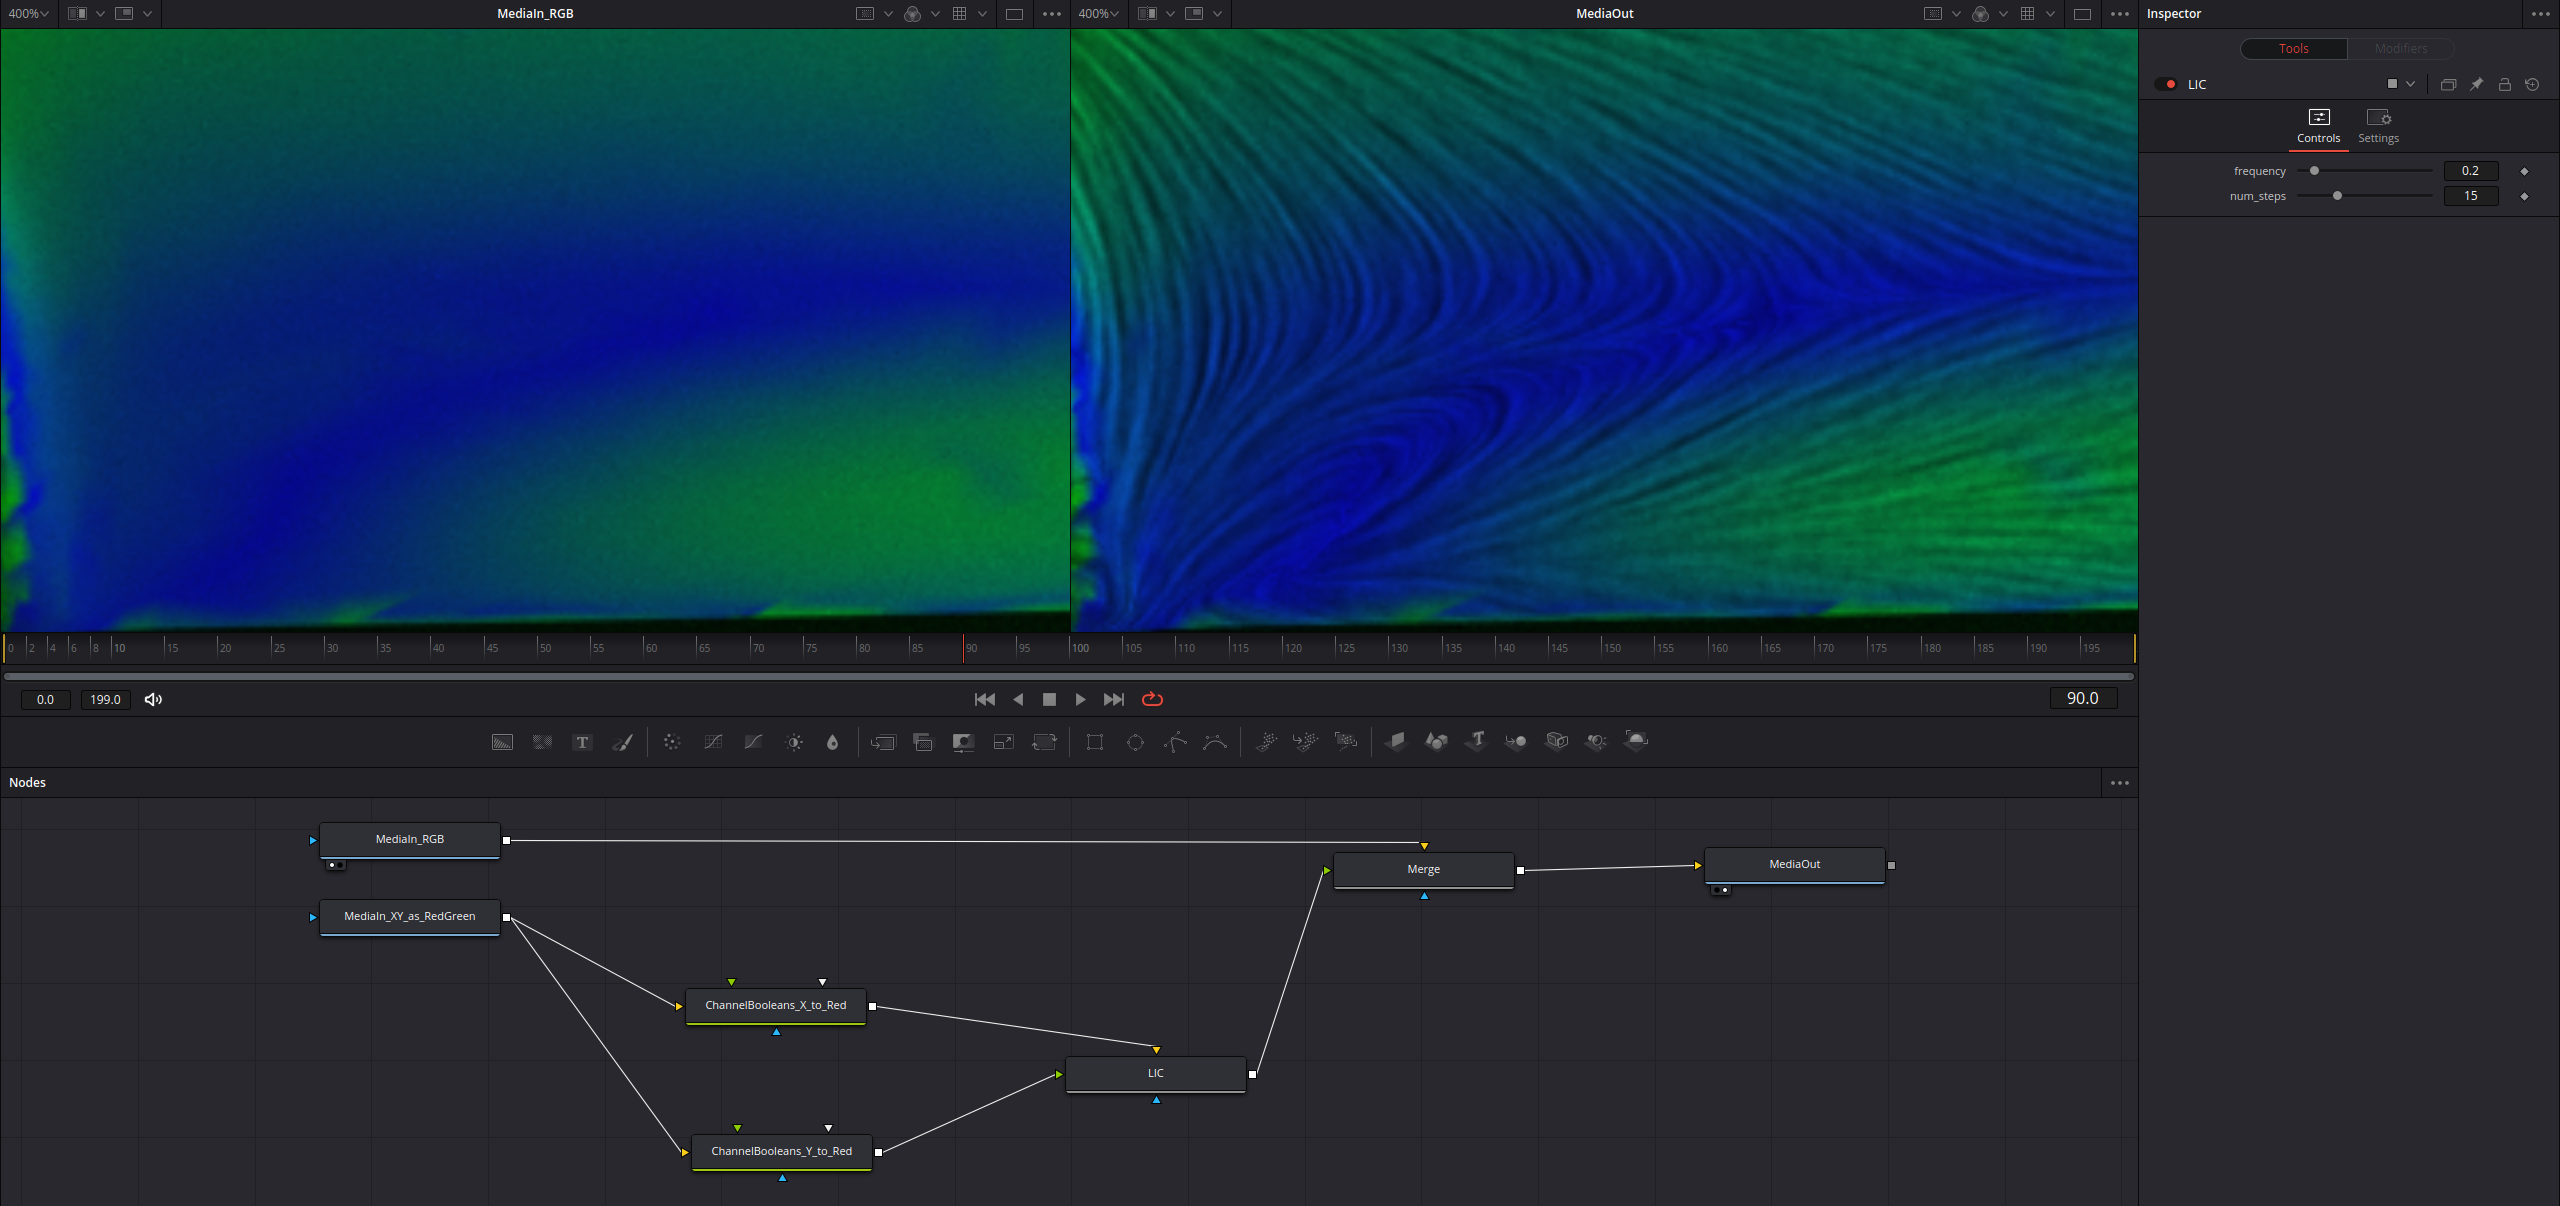 400% MediaIn_RGB 400% MediaOut Inspector
Tools Modifiers
LIC
Controls Settings
frequency 0.2
num_steps 15
0 2 4 6 8 10 15 20 25 30 35 40 45 50 55 60 65 70 75 80 85 90 95 100 105 110 115 120 125 130 135 140 145 150 155 160 165 170 175 180 185 190 195
0.0 199.0 90.0
T
Nodes
MediaIn_RGB
Merge
MediaOut
MediaIn_XY_as_RedGreen
ChannelBooleans_X_to_Red
LIC
ChannelBooleans_Y_to_Red